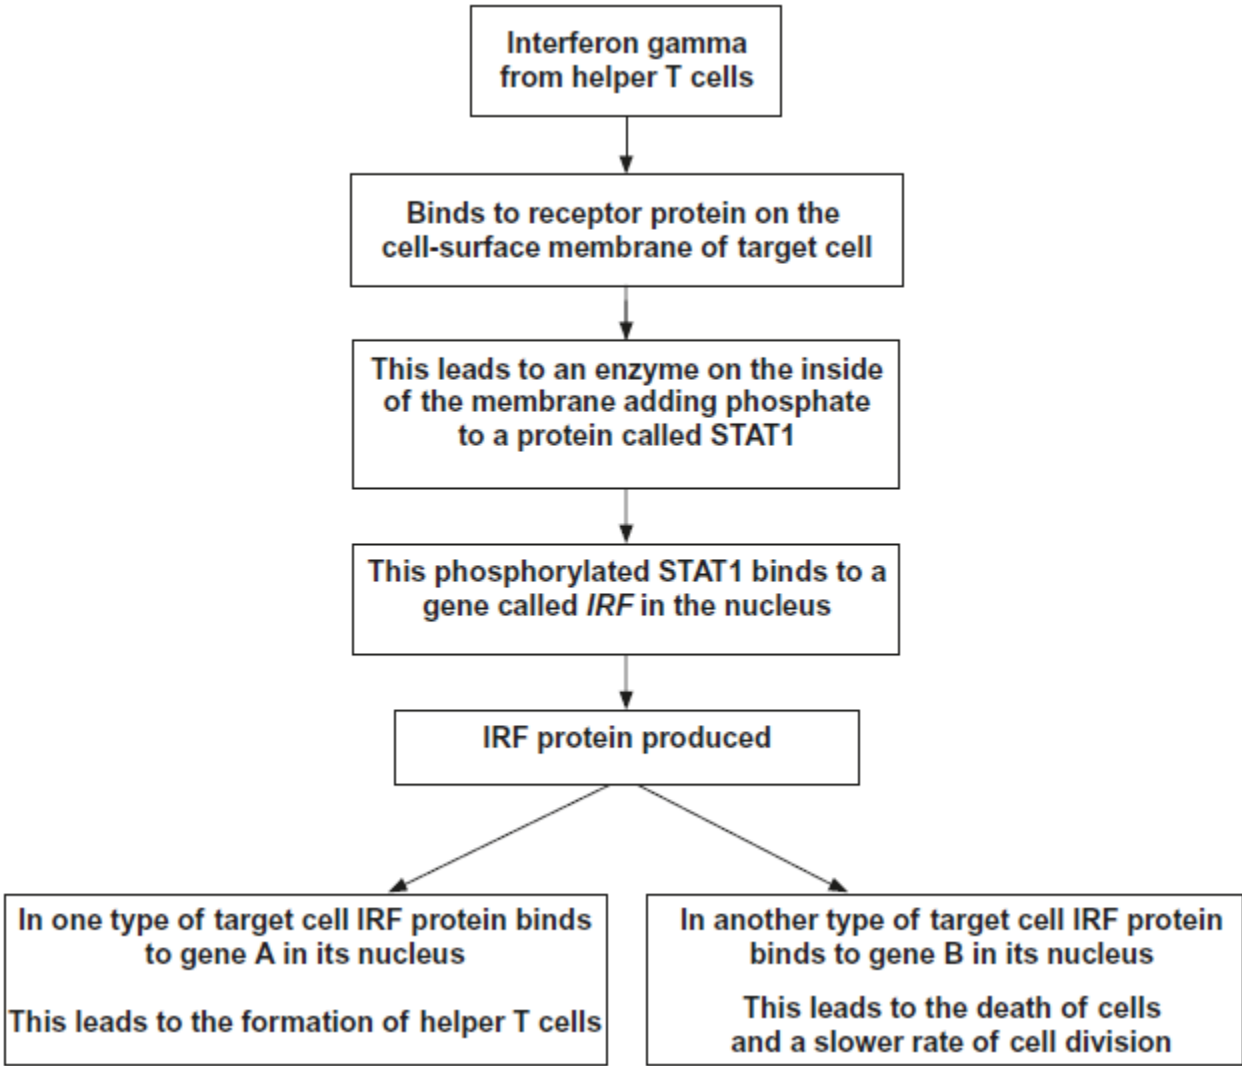 Interferon gamma
from helper T cells
Binds to receptor protein on the
cell-surface membrane of target cell
This leads to an enzyme on the inside
of the membrane adding phosphate
to a protein called STAT1
This phosphorylated STAT1 binds to a
gene called IRF in the nucleus
IRF protein produced
In one type of target cell IRF protein binds
to gene A in its nucleus
This leads to the formation of helper T cells
In another type of target cell IRF protein
binds to gene B in its nucleus
This leads to the death of cells
and a slower rate of cell division